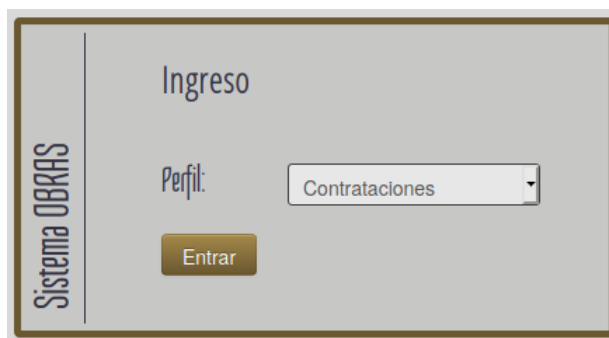 Sistema OBRAS
Ingreso
Perfil:
Contrataciones
Entrar